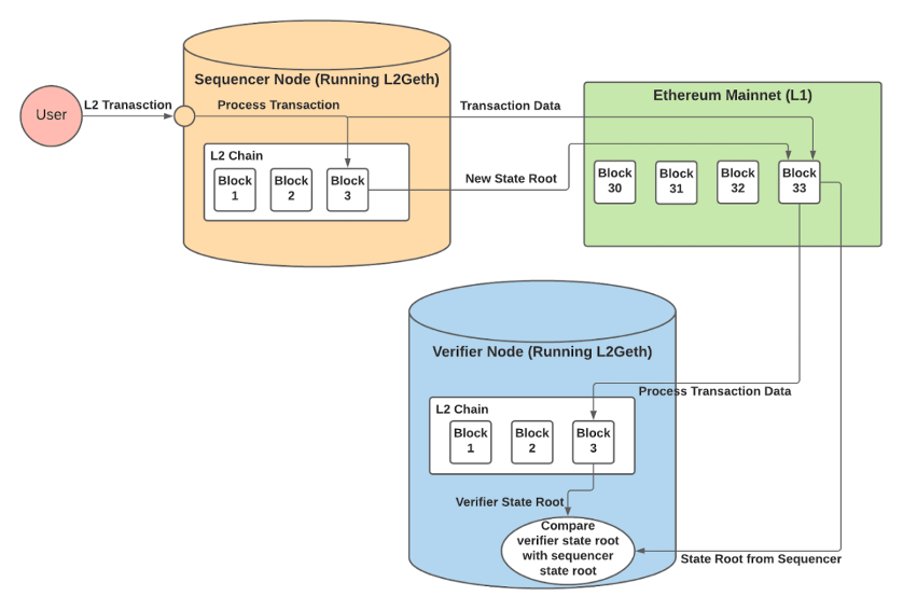 Sequencer Node (Running L2Geth)
User
L2 Tranasction
Process Transaction
Transaction Data
Ethereum Mainnet (L1)
L2 Chain
Block
1
Block
2
Block
3
New State Root
Block
30
Block
31
Block
32
Block
33
Verifier Node (Running L2Geth)
Process Transaction Data
L2 Chain
Block
1
Block
2
Block
3
Verifier State Root
Compare
verifier state root
with sequencer
state root
State Root from Sequencer